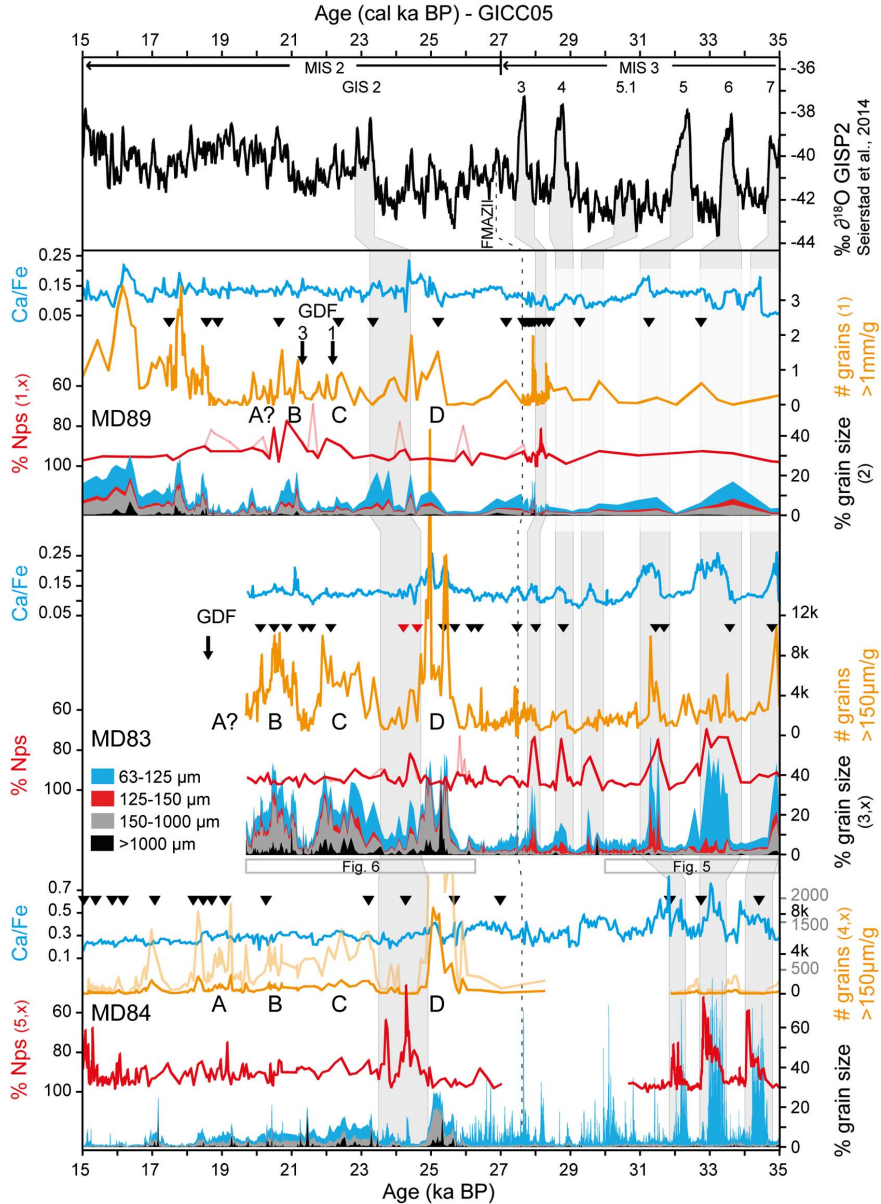 Age (cal ka BP) - GICC05
15 17 19 21 23 25 27 29 31 33 35
MIS 2 MIS 3
GIS 2 3 4 5.1 5 6 7
-36
-38
-40
-42
-44
‰ ∂18O GISP2
Seierstad et al., 2014
FMAZII
Ca/Fe
0.25
0.15
0.05
GDF
3 1
3
2
1
0
# grains (1)
>1mm/g
% Nps (1,x)
60
80
100
MD89
A? B C D
40
20
0
% grain size
(2)
Ca/Fe
0.25
0.15
0.05
GDF
12k
8k
4k
0
# grains
>150µm/g
A? B C D
% Nps
60
80
100
MD83
63-125 µm
125-150 µm
150-1000 µm
>1000 µm
40
20
0
% grain size
(3,x)
Fig. 6 Fig. 5
Ca/Fe
0.7
0.5
0.3
0.1
2000
8k
1500
4k
500
0
# grains (4,x)
>150µm/g
A B C D
% Nps (5,x)
60
80
100
MD84
60
40
20
0
% grain size
15 17 19 21 23 25 27 29 31 33 35
Age (ka BP)